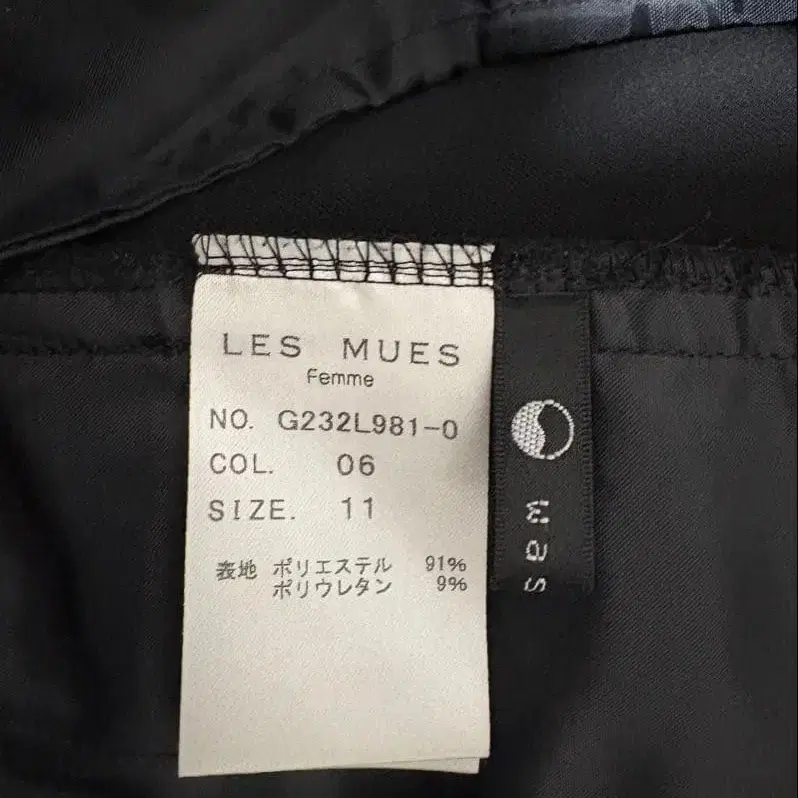 LES MUES
Femme
NO. G232L981-0
COL. 06
SIZE. 11
表地 ポリエステル 91%
ポリウレタン 9%
was